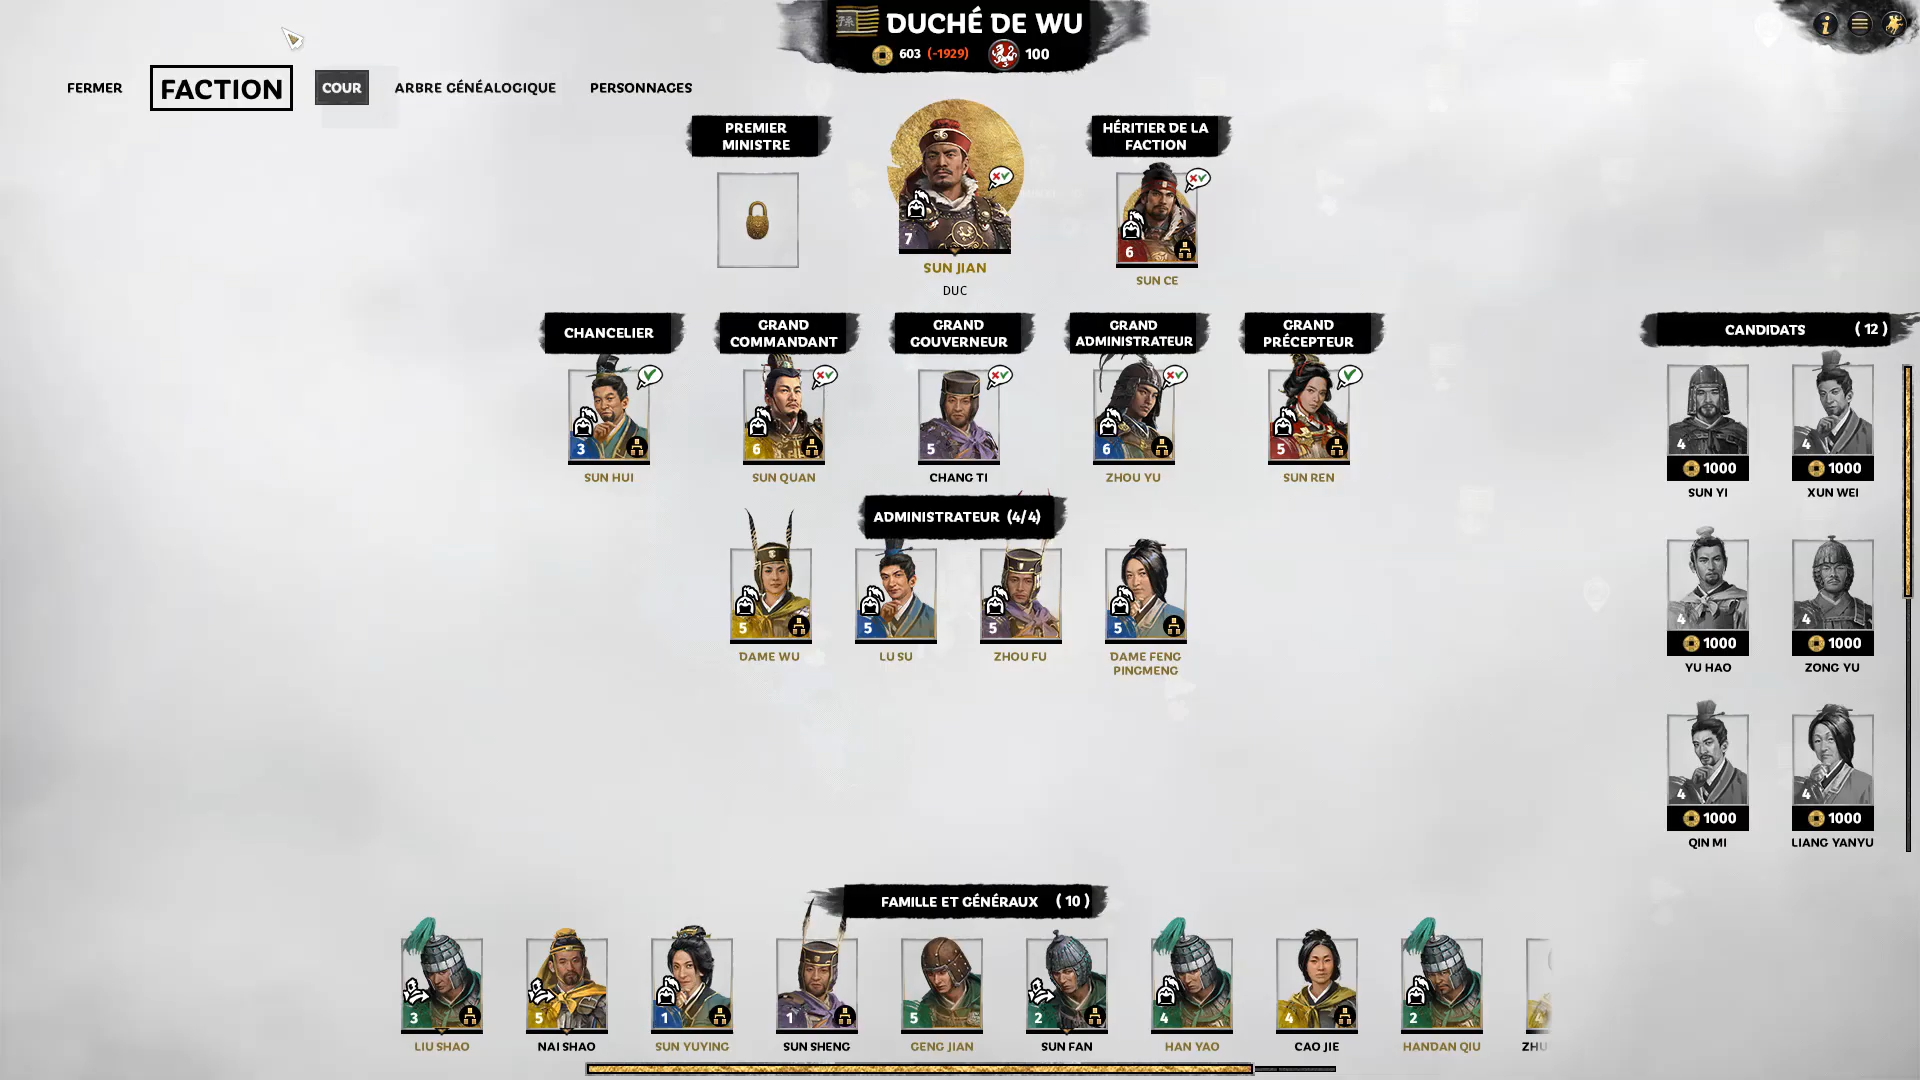 DUCHÉ DE WU
603 (-1929) 3 100
FERMER FACTION COUR ARBRE GÉNÉALOGIQUE PERSONNAGES
PREMIER
MINISTRE
7
SUN JIAN
DUC
HÉRITIER DE LA
FACTION
6
SUN CE
CHANCELIER
3
SUN HUI
GRAND
COMMANDANT
6
SUN QUAN
GRAND
GOUVERNEUR
5
CHANG TI
GRAND
ADMINISTRATEUR
6
ZHOU YU
GRAND
PRÉCEPTEUR
5
SUN REN
ADMINISTRATEUR (4/4)
5
DAME WU
5
LU SU
5
ZHOU FU
5
DAME FENG
PINGMENG
CANDIDATS (12)
4
1000
SUN YI
4
1000
XUN WEI
4
1000
YU HAO
4
1000
ZONG YU
4
1000
QIN MI
4
1000
LIANG YANYU
FAMILLE ET GÉNÉRAUX (10)
3
LIU SHAO
5
NAI SHAO
1
SUN YUYING
1
SUN SHENG
5
GENG JIAN
2
SUN FAN
4
HAN YAO
4
CAO JIE
2
HANDAN QIU
4
ZHU